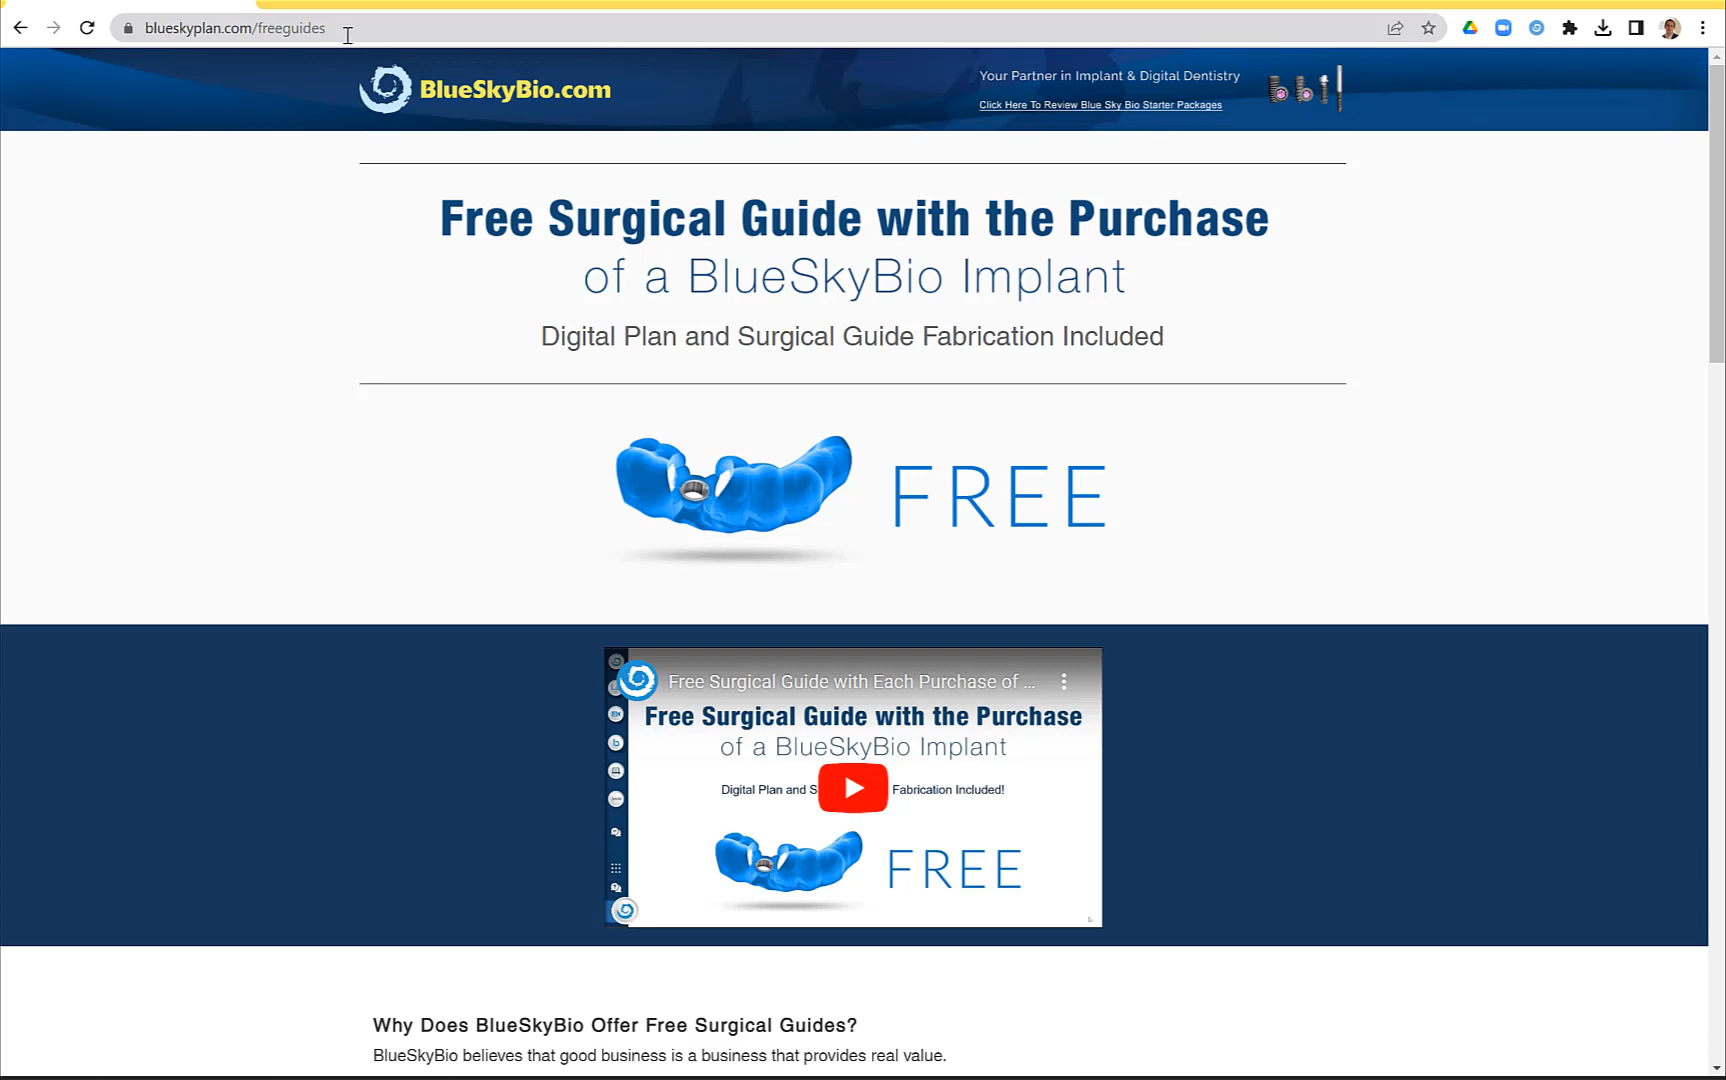 blueskyplan.com/freeguides
BlueSkyBio.com
Your Partner in Implant & Digital Dentistry
Click Here To Review Blue Sky Bio Starter Packages
Free Surgical Guide with the Purchase
of a BlueSkyBio Implant
Digital Plan and Surgical Guide Fabrication Included
FREE
Free Surgical Guide with Each Purchase of ...
Free Surgical Guide with the Purchase
of a BlueSkyBio Implant
Digital Plan and S Fabrication Included!
FREE
Why Does BlueSkyBio Offer Free Surgical Guides?
BlueSkyBio believes that good business is a business that provides real value.